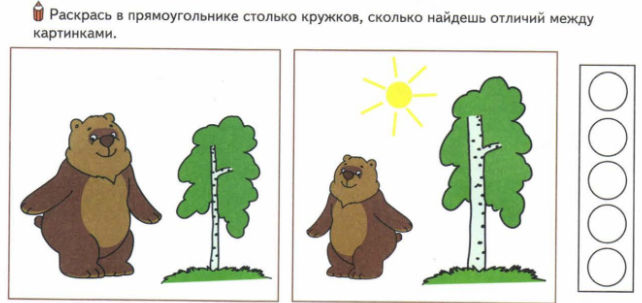 Раскрась в прямоугольнике столько кружков, сколько найдешь отличий между
картинками.